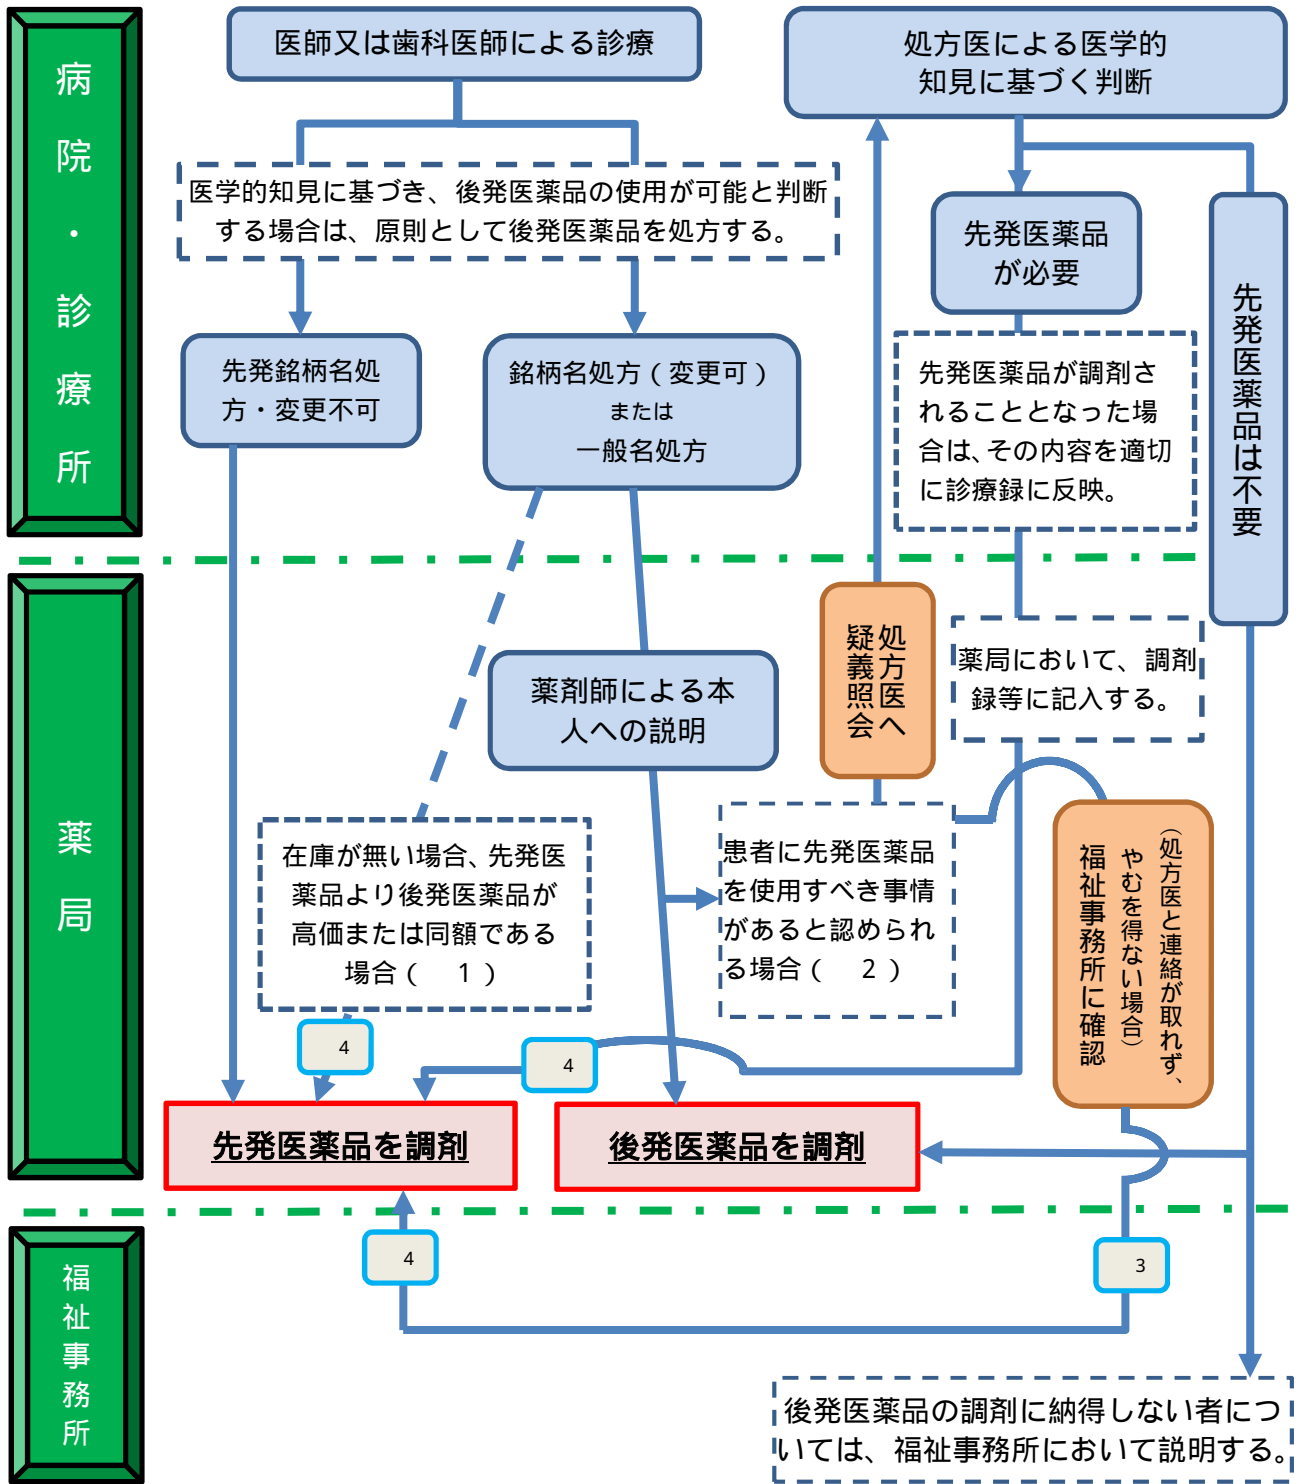 病院・診療所
医師又は歯科医師による診療
処方医による医学的
知見に基づく判断
医学的知見に基づき、後発医薬品の使用が可能と判断
する場合は、原則として後発医薬品を処方する。
先発医薬品
が必要
先発医薬品は不要
先発銘柄名処
方・変更不可
銘柄名処方(変更可)
または
一般名処方
先発医薬品が調剤さ
れることとなった場
合は、その内容を適切
に診療録に反映。
薬局
処方医へ
疑義照会
薬局において、調剤
録等に記入する。
薬剤師による本
人への説明
在庫が無い場合、先発医
薬品より後発医薬品が
高価または同額である
場合( 1)
患者に先発医薬品
を使用すべき事情
があると認められ
る場合( 2)
(処方医と連絡が取れず、
やむを得ない場合)
福祉事務所に確認
4
4
先発医薬品を調剤
後発医薬品を調剤
福祉事務所
4
3
後発医薬品の調剤に納得しない者につ
いては、福祉事務所において説明する。